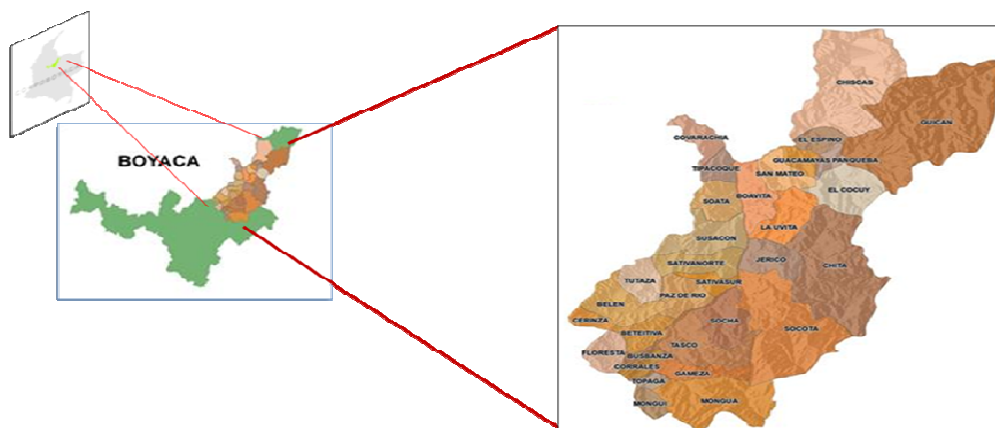 BOYACA
CHISCAS
GUICAN
COVARACHIA
EL ESPINO
TIPACOQUE
GUACAMAYAS
PANQUEBA
SAN MATEO
EL COCUY
SOATA
BOAVITA
LA UVITA
SUSACON
SATIVANORTE
JERICO
CHITA
TUTAZA
SATIVASUR
PAZ DE RIO
BELEN
CERINZA
SOCHA
SOCOTA
BETEITIVA
TASCO
FLORESTA
BUSBANZA
CORRALES
GAMEZA
TOPAGA
MONGUI
MONGUA